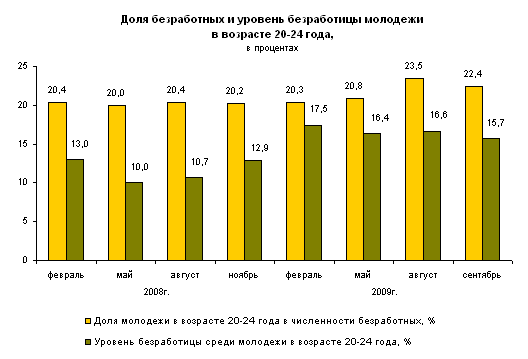 Доля безработных и уровень безработицы молодежи
в возрасте 20-24 года,
в процентах
25
20
15
10
5
0
20,4 13,0 20,0 10,0 20,4 10,7 20,2 12,9 20,3 17,5 20,8 16,4 23,5 16,6 22,4 15,7
февраль май август ноябрь февраль май август сентябрь
2008г. 2009г.
Доля молодежи в возрасте 20-24 года в численности безработных, %
Уровень безработицы среди молодежи в возрасте 20-24 года, %